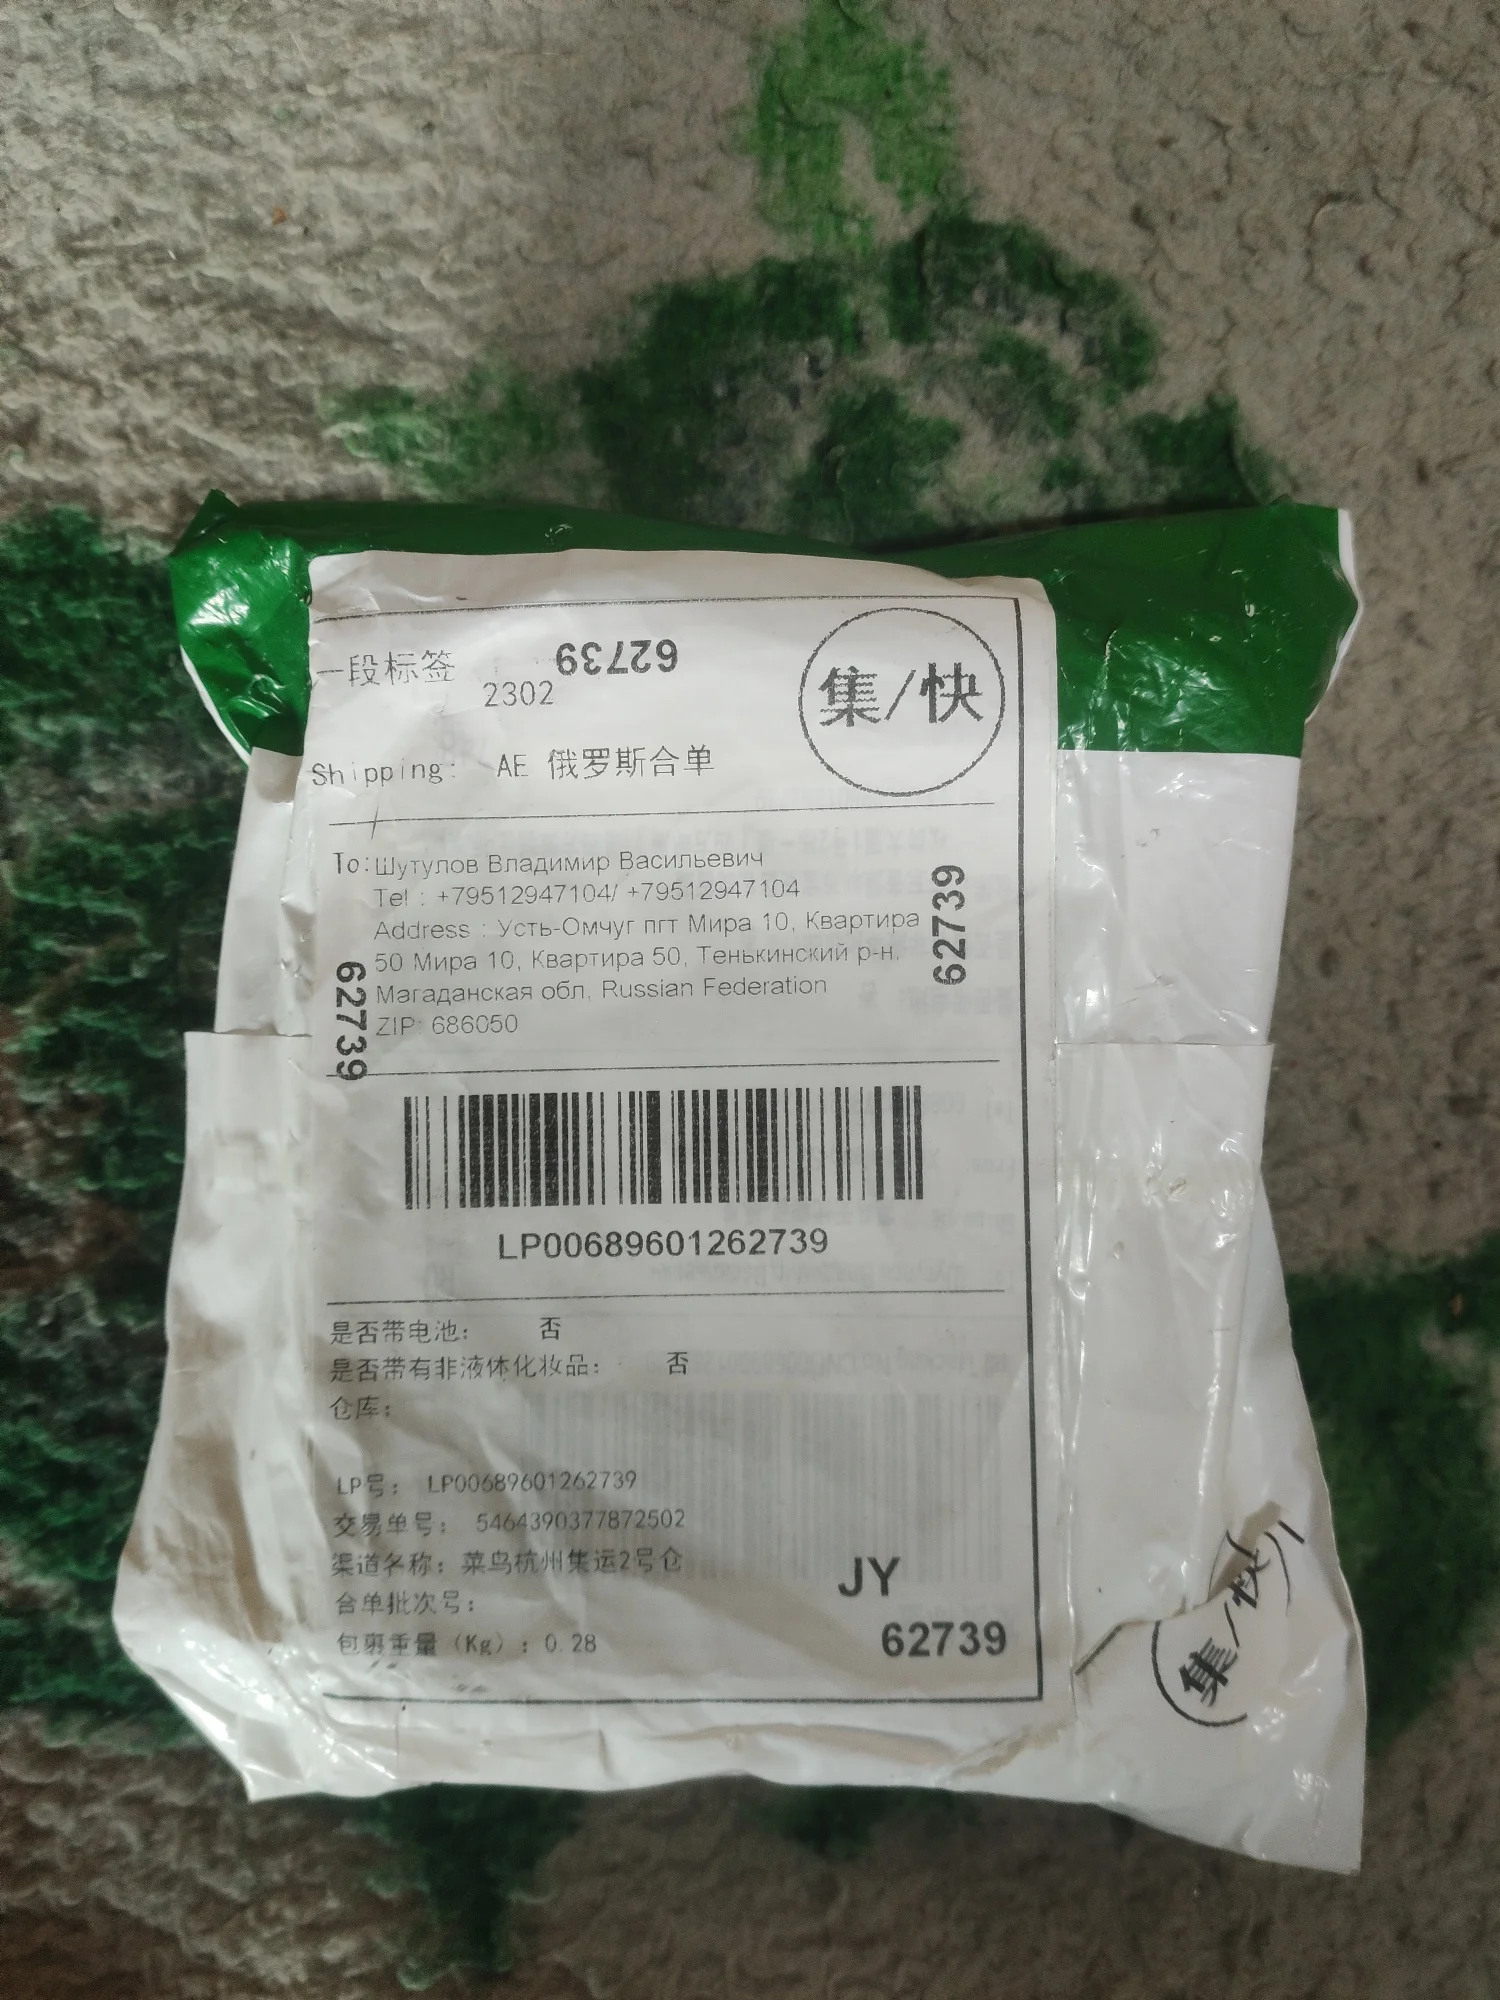 一段标签
62739
2302
集/快
Shipping: AE 俄罗斯合单
To: Шутулов Владимир Васильевич
Tel : +79512947104/ +79512947104
Address : Усть-Омчуг пгт Мира 10, Квартира
50 Мира 10, Квартира 50, Тенькинский р-н,
Магаданская обл, Russian Federation
ZIP: 686050
62739
62739
LP00689601262739
是否带电池: 否
是否带有非液体化妆品: 否
仓库:
LP号: LP00689601262739
交易单号: 5464390377872502
渠道名称: 菜鸟杭州集运2号仓
合单批次号:
包裹重量 (Kg) : 0.28
JY
62739
集/快